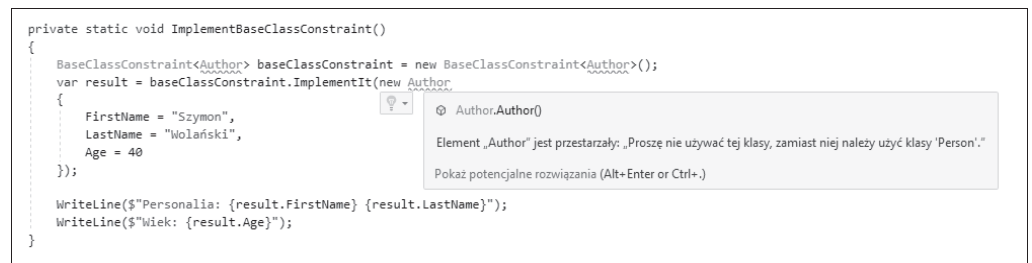 private static void ImplementBaseClassConstraint()
{
BaseClassConstraint<Author> baseClassConstraint = new BaseClassConstraint<Author>();
var result = baseClassConstraint.ImplementIt(new Author
{
FirstName = "Szymon",
LastName = "Wolański",
Age = 40
});
Author.Author()
Element „Author” jest przestarzały: „Proszę nie używać tej klasy, zamiast niej należy użyć klasy 'Person'.”
Pokaż potencjalne rozwiązania (Alt+Enter or Ctrl+.)
WriteLine($"Personalia: {result.FirstName} {result.LastName}");
WriteLine($"Wiek: {result.Age}");
}